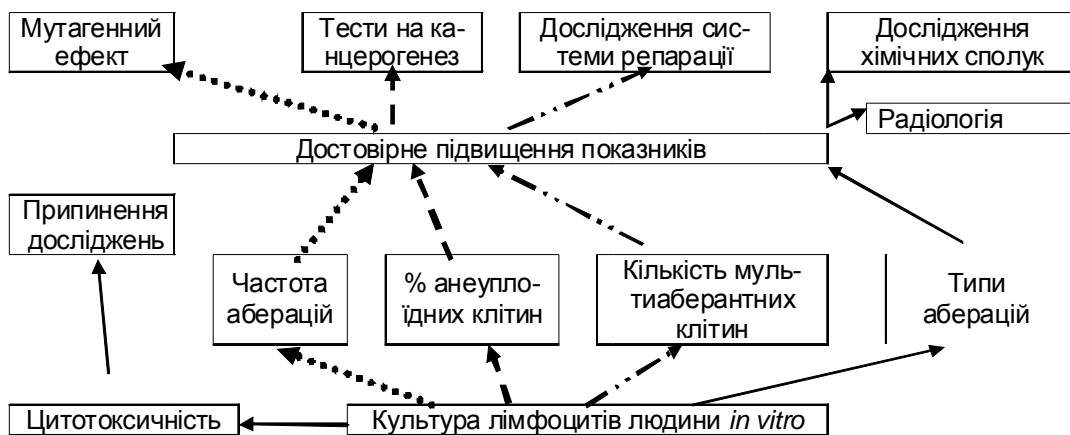 Мутагенний
ефект
Тести на ка-
нцерогенез
Дослідження сис-
теми репарації
Дослідження
хімічних сполук
Радіологія
Достовірне підвищення показників
Припинення
досліджень
Частота
аберацій
% анеупло-
їдних клітин
Кількість муль-
тиаберантних
клітин
Типи
аберацій
Цитотоксичність
Культура лімфоцитів людини in vitro